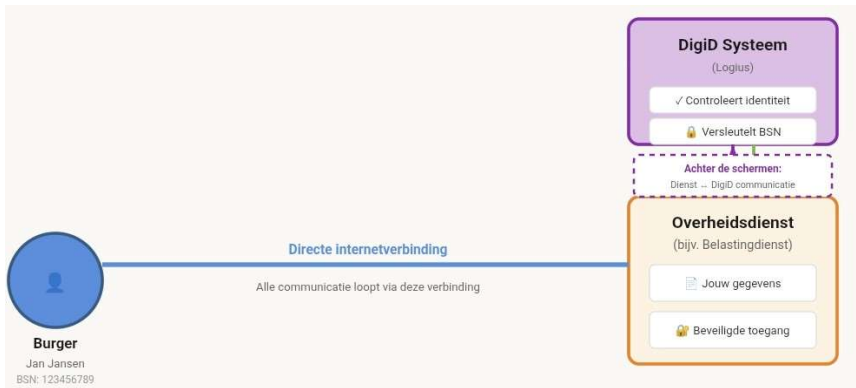 DigiD Systeem
(Logius)
✓ Controleert identiteit
🔒 Versleutelt BSN
Achter de schermen:
Dienst ↔ DigiD communicatie
Overheidsdienst
(bijv. Belastingdienst)
📄 Jouw gegevens
🔐 Beveiligde toegang
Directe internetverbinding
Alle communicatie loopt via deze verbinding
Burger
Jan Jansen
BSN: 123456789